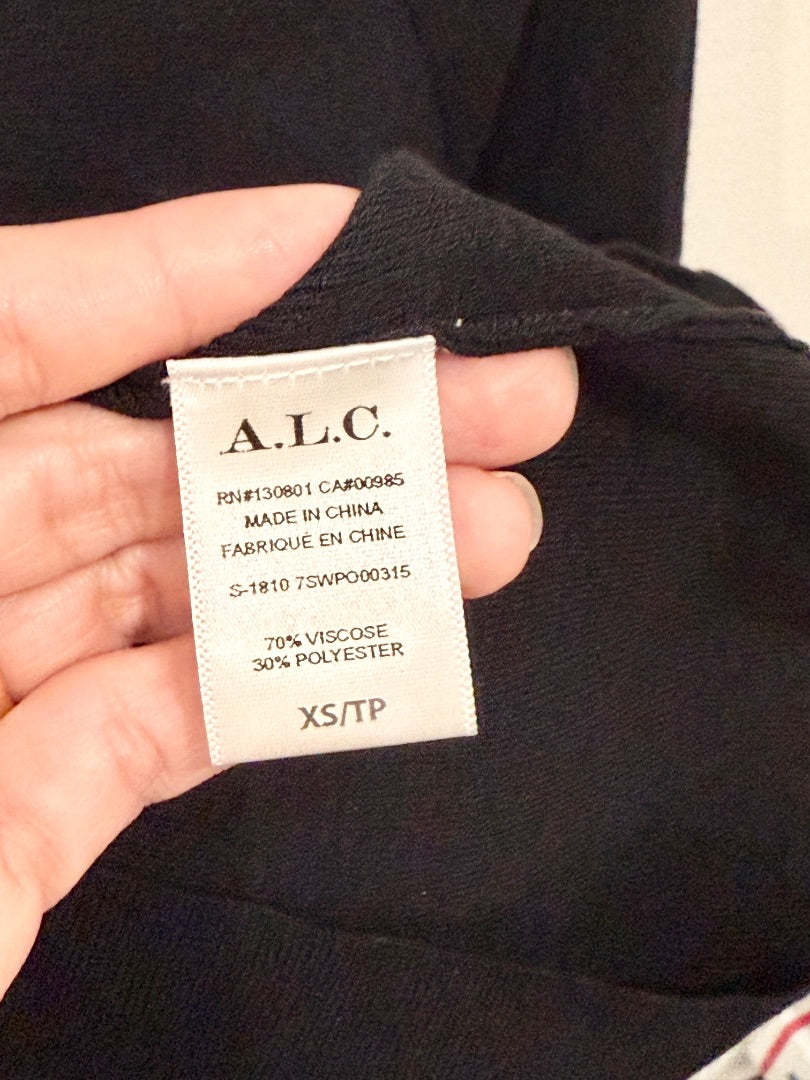 A.L.C.
RN#130801 CA#00985
MADE IN CHINA
FABRIQUÉ EN CHINE
S-1810 7SWPO00315
70% VISCOSE
30% POLYESTER
XS/TP